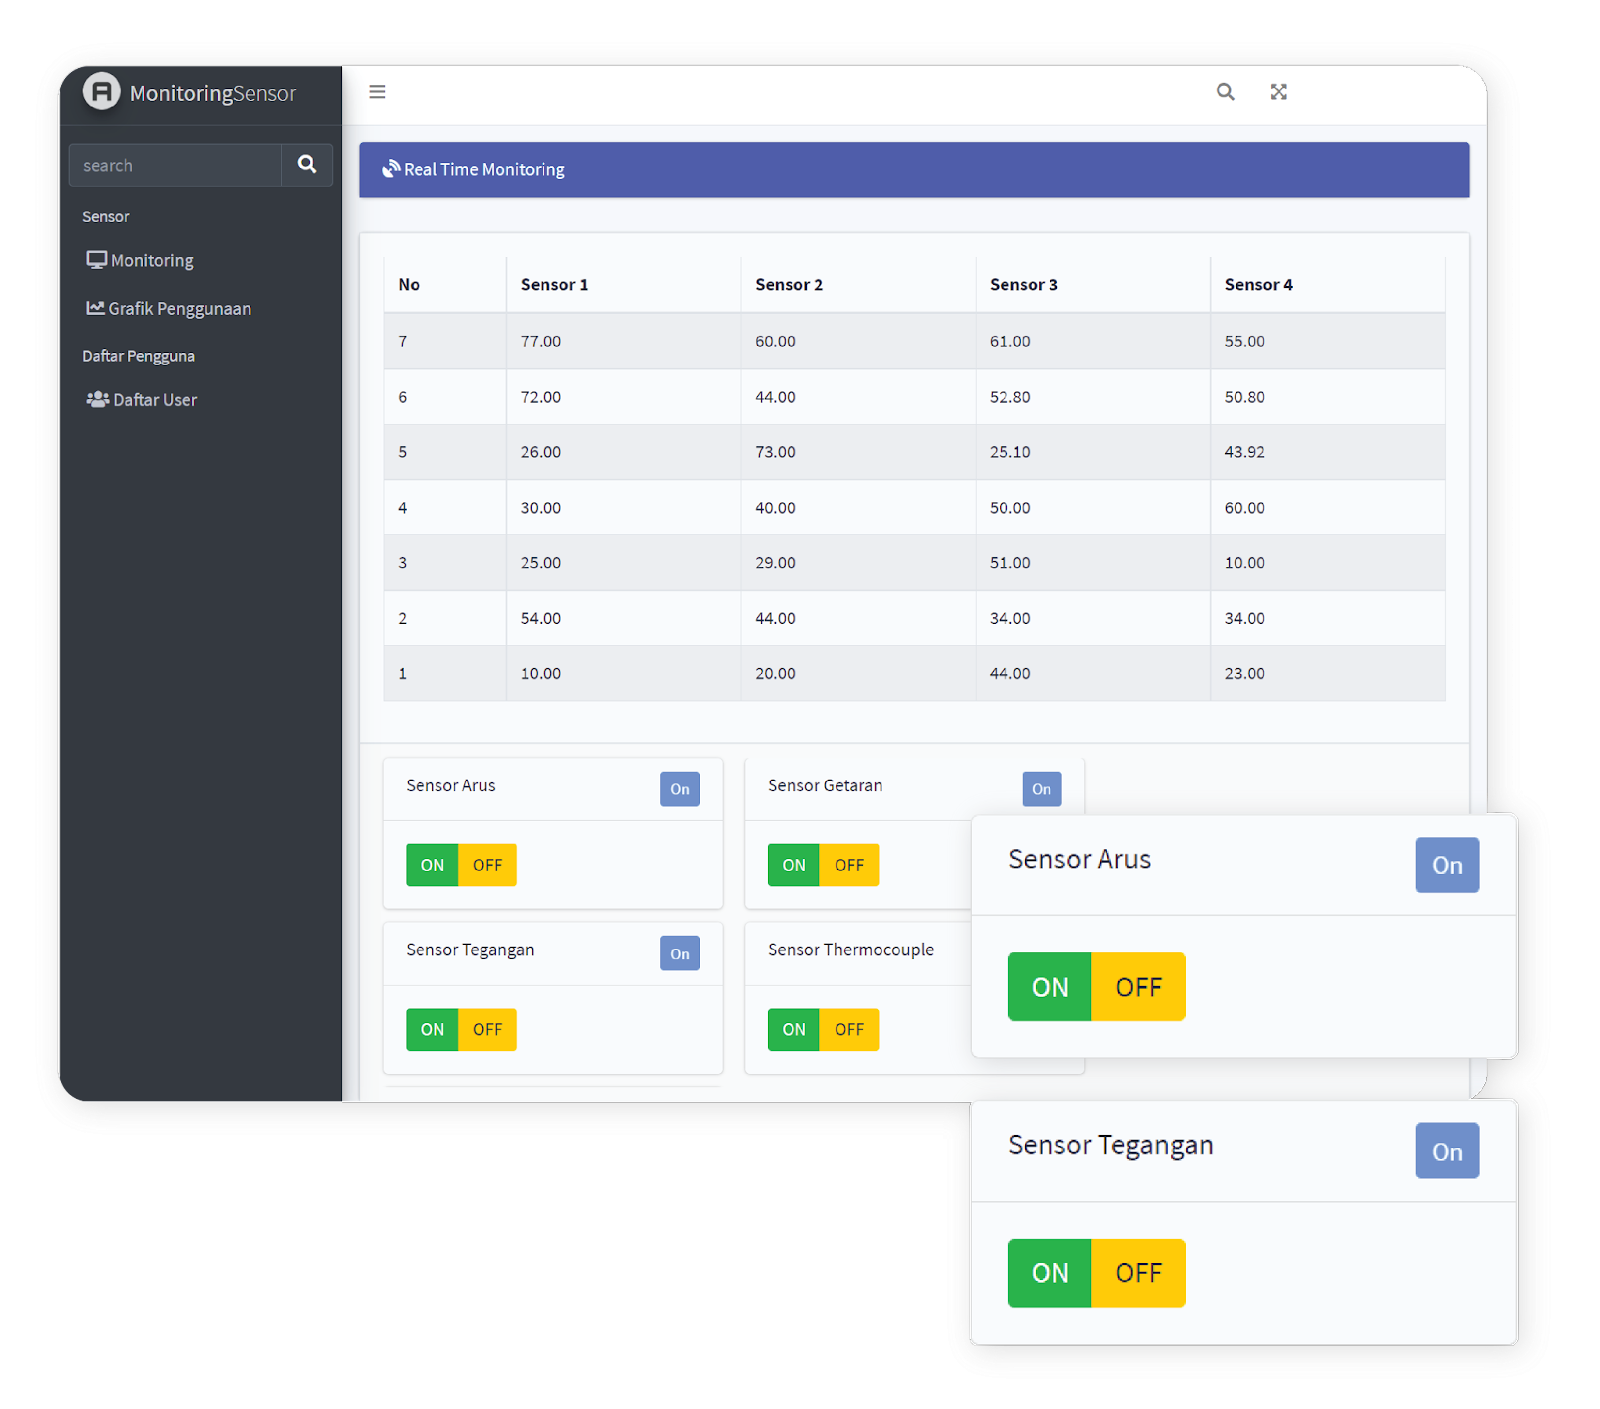 MonitoringSensor
search
Sensor
Monitoring
Grafik Penggunaan
Daftar Pengguna
Daftar User
Real Time Monitoring
No Sensor 1 Sensor 2 Sensor 3 Sensor 4
7 77.00 60.00 61.00 55.00
6 72.00 44.00 52.80 50.80
5 26.00 73.00 25.10 43.92
4 30.00 40.00 50.00 60.00
3 25.00 29.00 51.00 10.00
2 54.00 44.00 34.00 34.00
1 10.00 20.00 44.00 23.00
Sensor Arus On
ON OFF
Sensor Getaran On
ON OFF
Sensor Tegangan On
ON OFF
Sensor Thermocouple
ON OFF
Sensor Arus On
ON OFF
Sensor Tegangan On
ON OFF